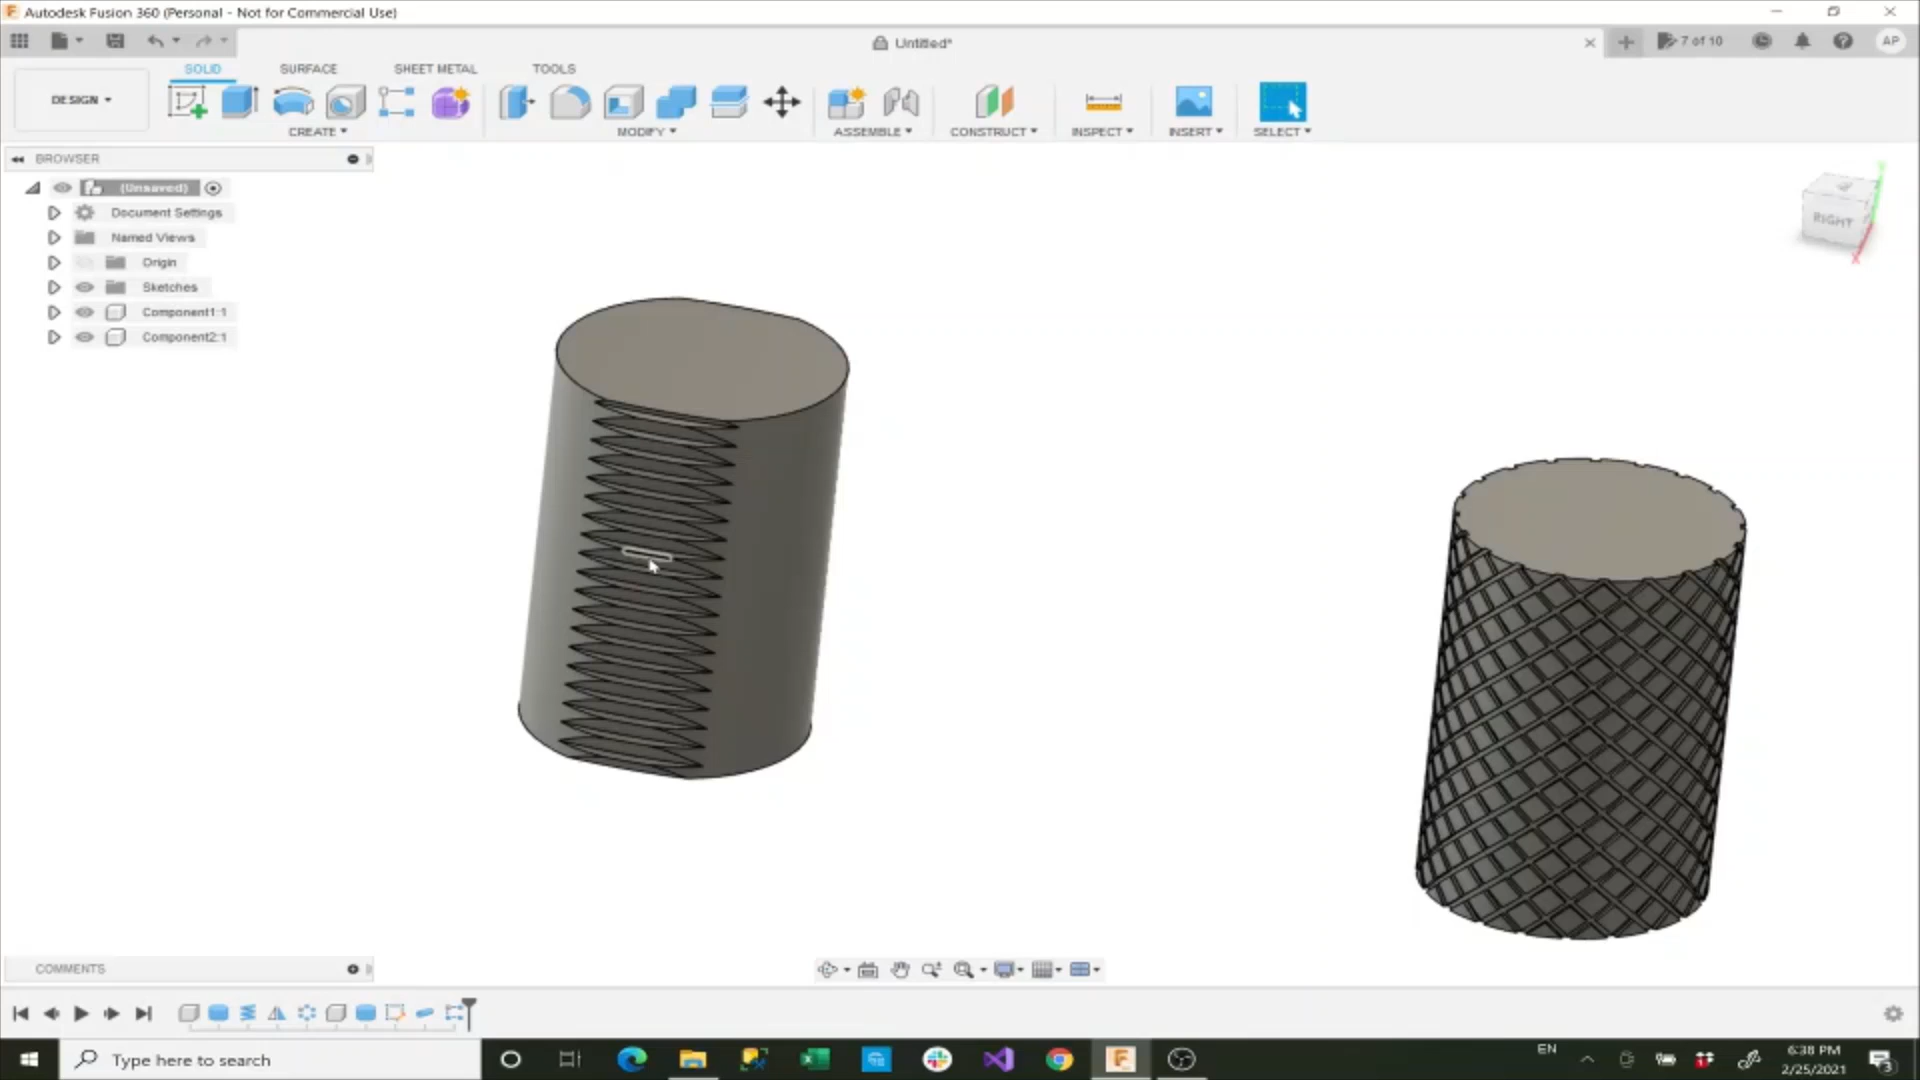 Autodesk Fusion 360 (Personal - Not for Commercial Use)
Untitled*
7 of 10
AP
SOLID
SURFACE
SHEET METAL
TOOLS
DESIGN
CREATE
MODIFY
ASSEMBLE
CONSTRUCT
INSPECT
INSERT
SELECT
BROWSER
(Unsaved)
Document Settings
Named Views
Origin
Sketches
Component1:1
Component2:1
RIGHT
X
COMMENTS
Type here to search
EN
6:38 PM
2/25/2021
3